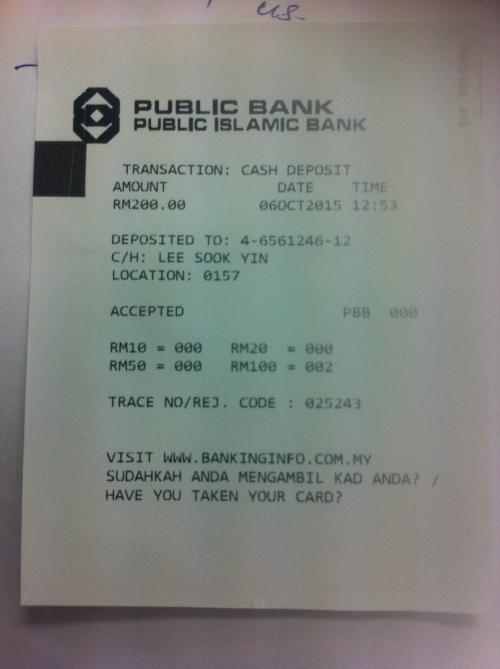 PUBLIC BANK
PUBLIC ISLAMIC BANK
TRANSACTION: CASH DEPOSIT
AMOUNT DATE TIME
RM200.00 06OCT2015 12:53
DEPOSITED TO: 4-6561246-12
C/H: LEE SOOK YIN
LOCATION: 0157
ACCEPTED PBB 000
RM10 = 000 RM20 = 000
RM50 = 000 RM100 = 002
TRACE NO/REJ. CODE : 025243
VISIT WWW.BANKINGINFO.COM.MY
SUDAHKAH ANDA MENGAMBIL KAD ANDA? /
HAVE YOU TAKEN YOUR CARD?